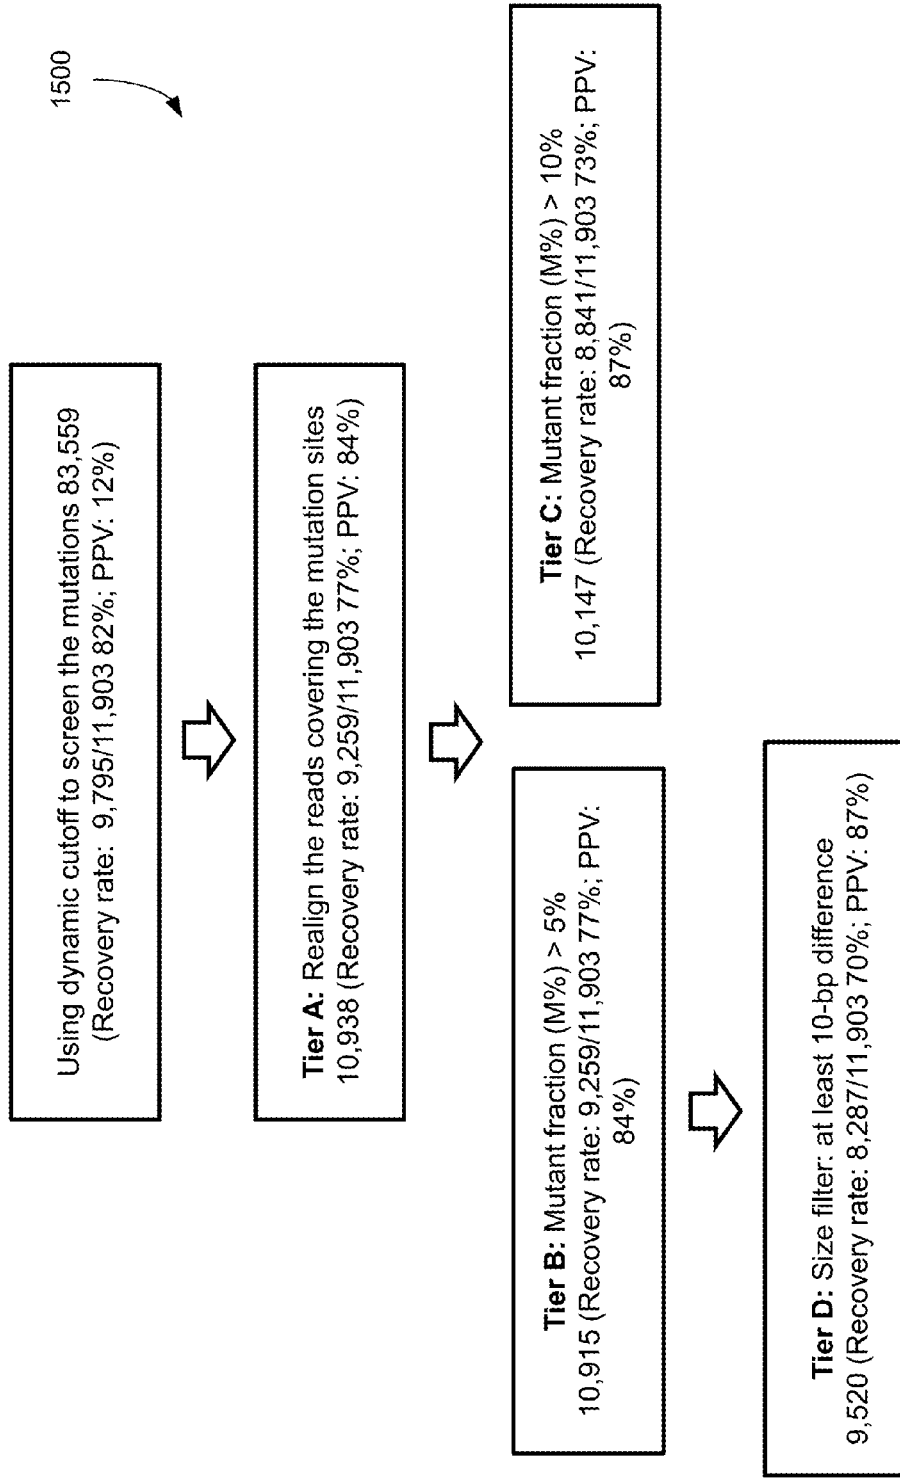 1500
Using dynamic cutoff to screen the mutations 83,559
(Recovery rate: 9,795/11,903 82%; PPV: 12%)
Tier A: Realign the reads covering the mutation sites
10,938 (Recovery rate: 9,259/11,903 77%; PPV: 84%)
Tier B: Mutant fraction (M%) > 5%
10,915 (Recovery rate: 9,259/11,903 77%; PPV:
84%)
Tier C: Mutant fraction (M%) > 10%
10,147 (Recovery rate: 8,841/11,903 73%; PPV:
87%)
Tier D: Size filter: at least 10-bp difference
9,520 (Recovery rate: 8,287/11,903 70%; PPV: 87%)